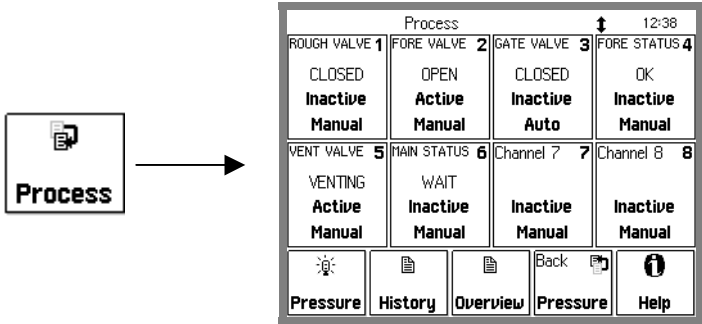 Process
Process 12:38
ROUGH VALVE 1 FORE VALVE 2 GATE VALVE 3 FORE STATUS 4
CLOSED OPEN CLOSED OK
Inactive Active Inactive Inactive
Manual Manual Auto Manual
VENT VALVE 5 MAIN STATUS 6 Channel 7 7 Channel 8 8
VENTING WAIT
Active Inactive Inactive Inactive
Manual Manual Manual Manual
Back
Pressure History Overview Pressure Help